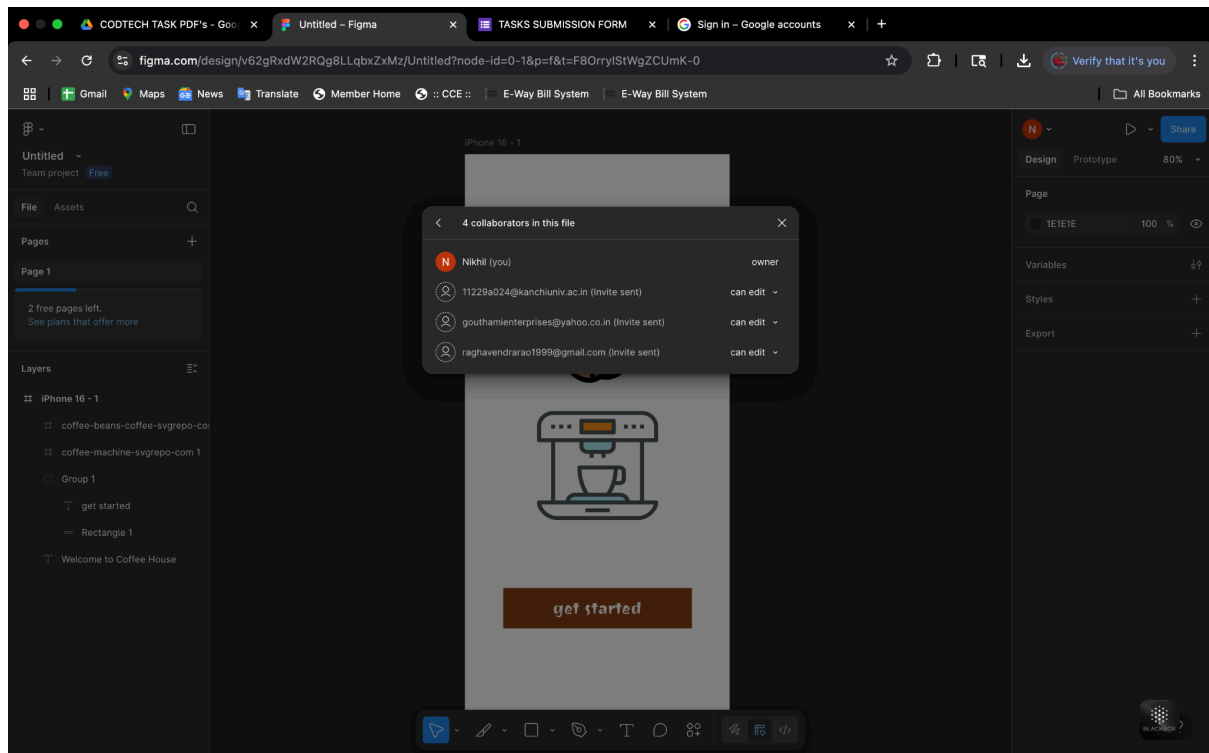 CODTECH TASK PDF's - Goo
Untitled – Figma
TASKS SUBMISSION FORM
Sign in – Google accounts
figma.com/design/v62gRxdW2RQg8LLqbxZxMz/Untitled?node-id=0-1&p=f&t=F8OrryIStWgZCUmK-0
Verify that it's you
Gmail Maps News Translate Member Home :: CCE :: E-Way Bill System E-Way Bill System
All Bookmarks
Untitled
Team project Free
File Assets
Pages
Page 1
2 free pages left.
See plans that offer more
Layers
iPhone 16 - 1
coffee-beans-coffee-svgrepo-co
coffee-machine-svgrepo-com 1
Group 1
get started
Rectangle 1
Welcome to Coffee House
iPhone 16 - 1
4 collaborators in this file
N Nikhil (you) owner
11229a024@kanchiuniv.ac.in (Invite sent) can edit
gouthamienterprises@yahoo.co.in (Invite sent) can edit
raghavendrarao1999@gmail.com (Invite sent) can edit
get started
N Share
Design Prototype 80%
Page
1E1E1E 100 %
Variables
Styles
Export
BLACKBOX
?